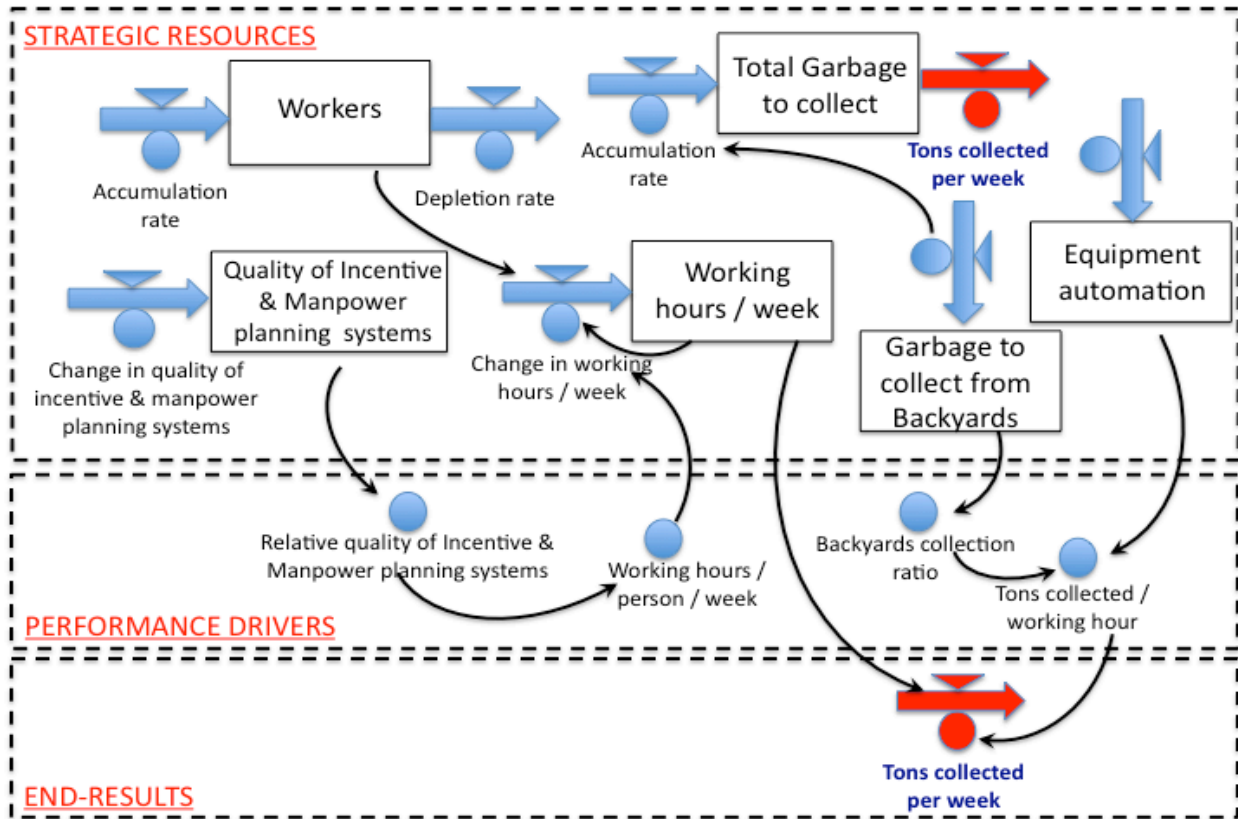 STRATEGIC RESOURCES
Workers
Accumulation
rate
Depletion rate
Total Garbage
to collect
Accumulation
rate
Tons collected
per week
Quality of Incentive
& Manpower
planning systems
Change in quality of
incentive & manpower
planning systems
Working
hours / week
Change in working
hours / week
Equipment
automation
Garbage to
collect from
Backyards
Relative quality of Incentive &
Manpower planning systems
Working hours /
person / week
Backyards collection
ratio
Tons collected /
working hour
PERFORMANCE DRIVERS
Tons collected
per week
END-RESULTS